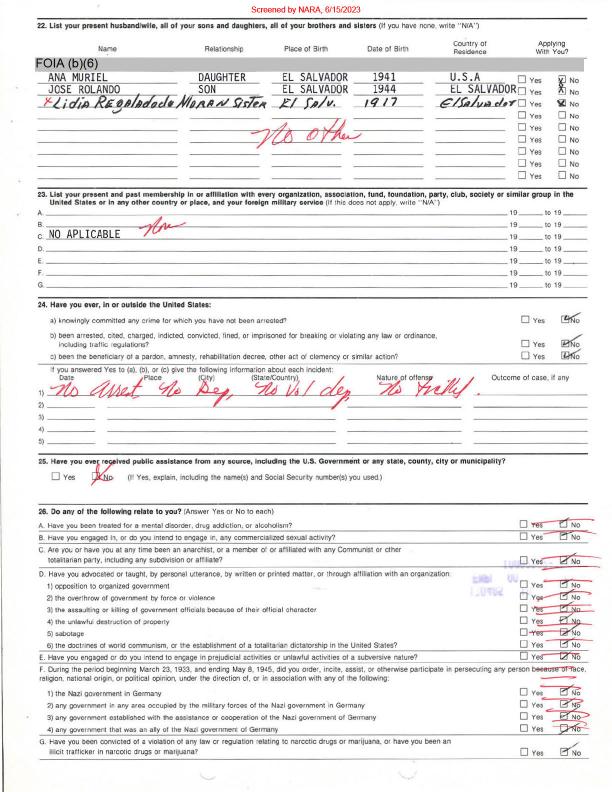 Screened by NARA, 6/15/2023
22. List your present husband/wife, all of your sons and daughters, all of your brothers and sisters (If you have none, write "N/A")
Name Relationship Place of Birth Date of Birth Country of Residence Applying With You?
FOIA (b)(6)
ANA MURIEL DAUGHTER EL SALVADOR 1941 U.S.A ☐ Yes ☒ No
JOSE ROLANDO SON EL SALVADOR 1944 EL SALVADOR ☐ Yes ☒ No
x Lidia Regalado de Moran Sister El Salv. 1917 El Salvador ☐ Yes ☒ No
☐ Yes ☐ No
☐ Yes ☐ No
No other
☐ Yes ☐ No
☐ Yes ☐ No
☐ Yes ☐ No
☐ Yes ☐ No
23. List your present and past membership in or affiliation with every organization, association, fund, foundation, party, club, society or similar group in the
United States or in any other country or place, and your foreign military service (If this does not apply, write "N/A")
A. 19 to 19
B. 19 to 19
C. NO APLICABLE None 19 to 19
D. 19 to 19
E. 19 to 19
F. 19 to 19
G. 19 to 19
24. Have you ever, in or outside the United States:
a) knowingly committed any crime for which you have not been arrested? ☐ Yes ☑ No
b) been arrested, cited, charged, indicted, convicted, fined, or imprisoned for breaking or violating any law or ordinance,
including traffic regulations? ☐ Yes ☑ No
c) been the beneficiary of a pardon, amnesty, rehabilitation decree, other act of clemency or similar action? ☐ Yes ☑ No
If you answered Yes to (a), (b), or (c) give the following information about each incident:
Date Place (City) (State/Country) Nature of offense Outcome of case, if any
1) No Arrest, No Dep, No Vol dep, No
2)
3)
4)
5)
25. Have you ever received public assistance from any source, including the U.S. Government or any state, county, city or municipality?
☐ Yes ☒ No (If Yes, explain, including the name(s) and Social Security number(s) you used.)
26. Do any of the following relate to you? (Answer Yes or No to each)
A. Have you been treated for a mental disorder, drug addiction, or alcoholism? ☐ Yes ☑ No
B. Have you engaged in, or do you intend to engage in, any commercialized sexual activity? ☐ Yes ☑ No
C. Are you or have you at any time been an anarchist, or a member of or affiliated with any Communist or other
totalitarian party, including any subdivision or affiliate? ☐ Yes ☑ No
D. Have you advocated or taught, by personal utterance, by written or printed matter, or through affiliation with an organization:
1) opposition to organized government ☐ Yes ☑ No
2) the overthrow of government by force or violence ☐ Yes ☑ No
3) the assaulting or killing of government officials because of their official character ☐ Yes ☑ No
4) the unlawful destruction of property ☐ Yes ☑ No
5) sabotage ☐ Yes ☑ No
6) the doctrines of world communism, or the establishment of a totalitarian dictatorship in the United States? ☐ Yes ☑ No
E. Have you engaged or do you intend to engage in prejudicial activities or unlawful activities of a subversive nature? ☐ Yes ☑ No
F. During the period beginning March 23, 1933, and ending May 8, 1945, did you order, incite, assist, or otherwise participate in persecuting any person because of race,
religion, national origin, or political opinion, under the direction of, or in association with any of the following:
1) the Nazi government in Germany ☐ Yes ☑ No
2) any government in any area occupied by the military forces of the Nazi government in Germany ☐ Yes ☑ No
3) any government established with the assistance or cooperation of the Nazi government of Germany ☐ Yes ☑ No
4) any government that was an ally of the Nazi government of Germany ☐ Yes ☑ No
G. Have you been convicted of a violation of any law or regulation relating to narcotic drugs or marijuana, or have you been an
illicit trafficker in narcotic drugs or marijuana? ☐ Yes ☑ No